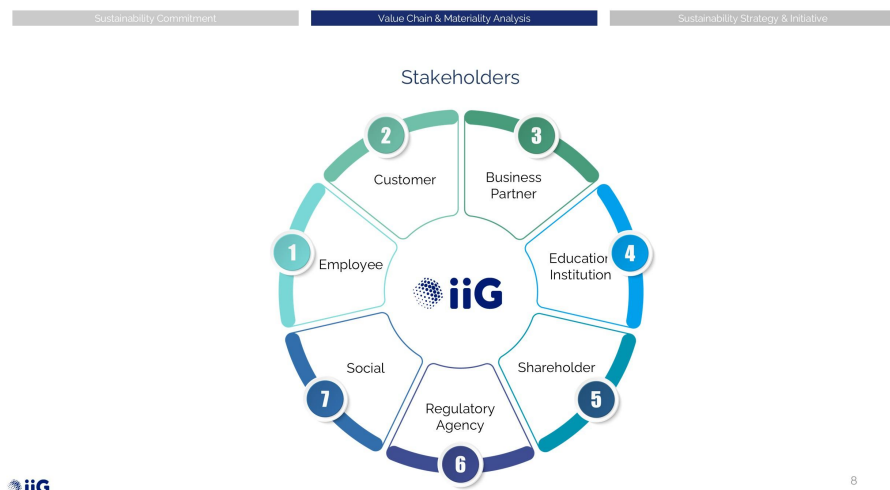 Sustainability Commitment
Value Chain & Materiality Analysis
Sustainability Strategy & Initiative
Stakeholders
1
Employee
2
Customer
3
Business
Partner
4
Education
Institution
5
Shareholder
6
Regulatory
Agency
7
Social
iiG
iiG
8